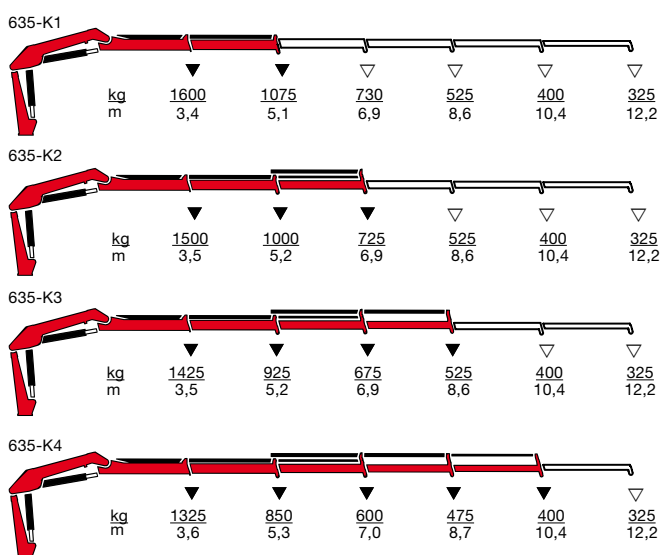 635-K1
kg 1600 1075 730 525 400 325
m 3,4 5,1 6,9 8,6 10,4 12,2
635-K2
kg 1500 1000 725 525 400 325
m 3,5 5,2 6,9 8,6 10,4 12,2
635-K3
kg 1425 925 675 525 400 325
m 3,5 5,2 6,9 8,6 10,4 12,2
635-K4
kg 1325 850 600 475 400 325
m 3,6 5,3 7,0 8,7 10,4 12,2